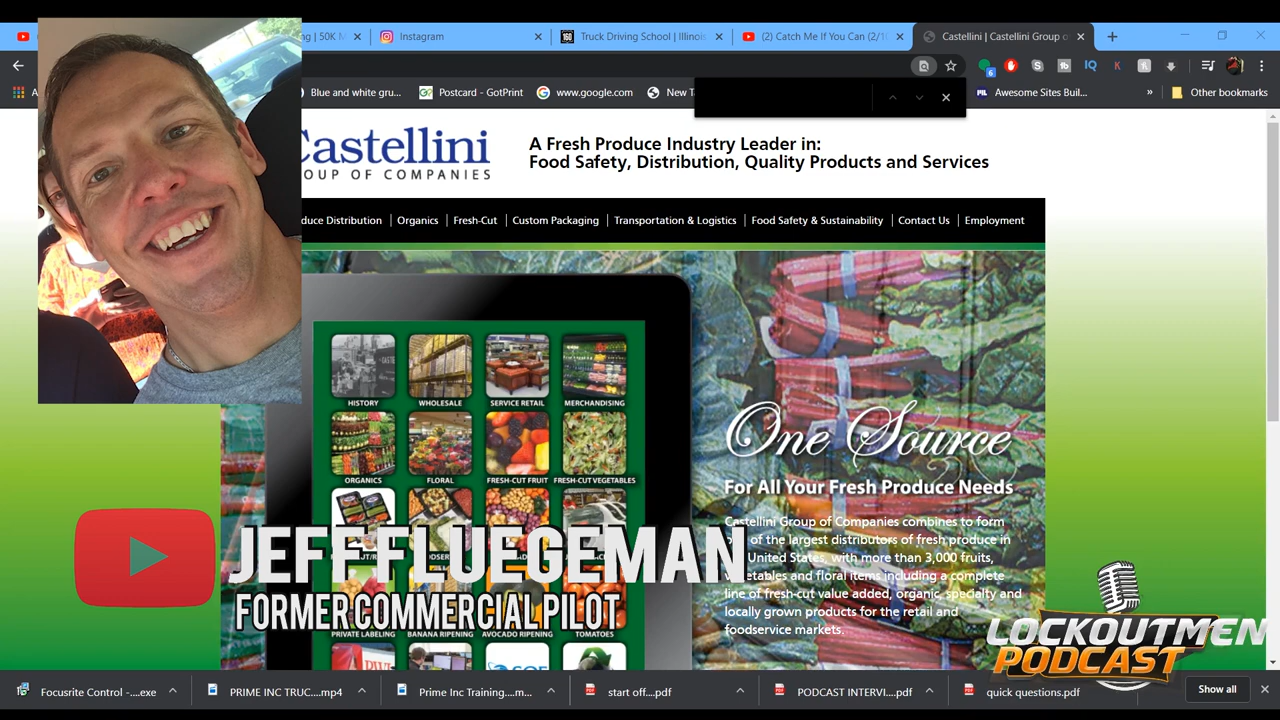 ng | 50K M
Instagram
Truck Driving School | Illinois
(2) Catch Me If You Can (2/10
Castellini | Castellini Group o
6
IQ
K
Blue and white gru...
Postcard - GotPrint
www.google.com
New T
Awesome Sites Buil...
»
Other bookmarks
Castellini
GROUP OF COMPANIES
A Fresh Produce Industry Leader in:
Food Safety, Distribution, Quality Products and Services
duce Distribution | Organics | Fresh-Cut | Custom Packaging | Transportation & Logistics | Food Safety & Sustainability | Contact Us | Employment
HISTORY WHOLESALE SERVICE RETAIL MERCHANDISING
ORGANICS FLORAL FRESH-CUT FRUIT FRESH-CUT VEGETABLES
PRIVATE LABELING BANANA RIPENING AVOCADO RIPENING TOMATOES
One Source
For All Your Fresh Produce Needs
Castellini Group of Companies combines to form
of the largest distributors of fresh produce in
United States, with more than 3,000 fruits,
vegetables and floral items including a complete
line of fresh-cut value added, organic, specialty and
locally grown products for the retail and
foodservice markets.
JEFF FLUEGEMAN
FORMER COMMERCIAL PILOT
LOCKOUTMEN
PODCAST
Focusrite Control -....exe
PRIME INC TRUC....mp4
Prime Inc Training....m...
start off....pdf
PODCAST INTERVI....pdf
quick questions.pdf
Show all